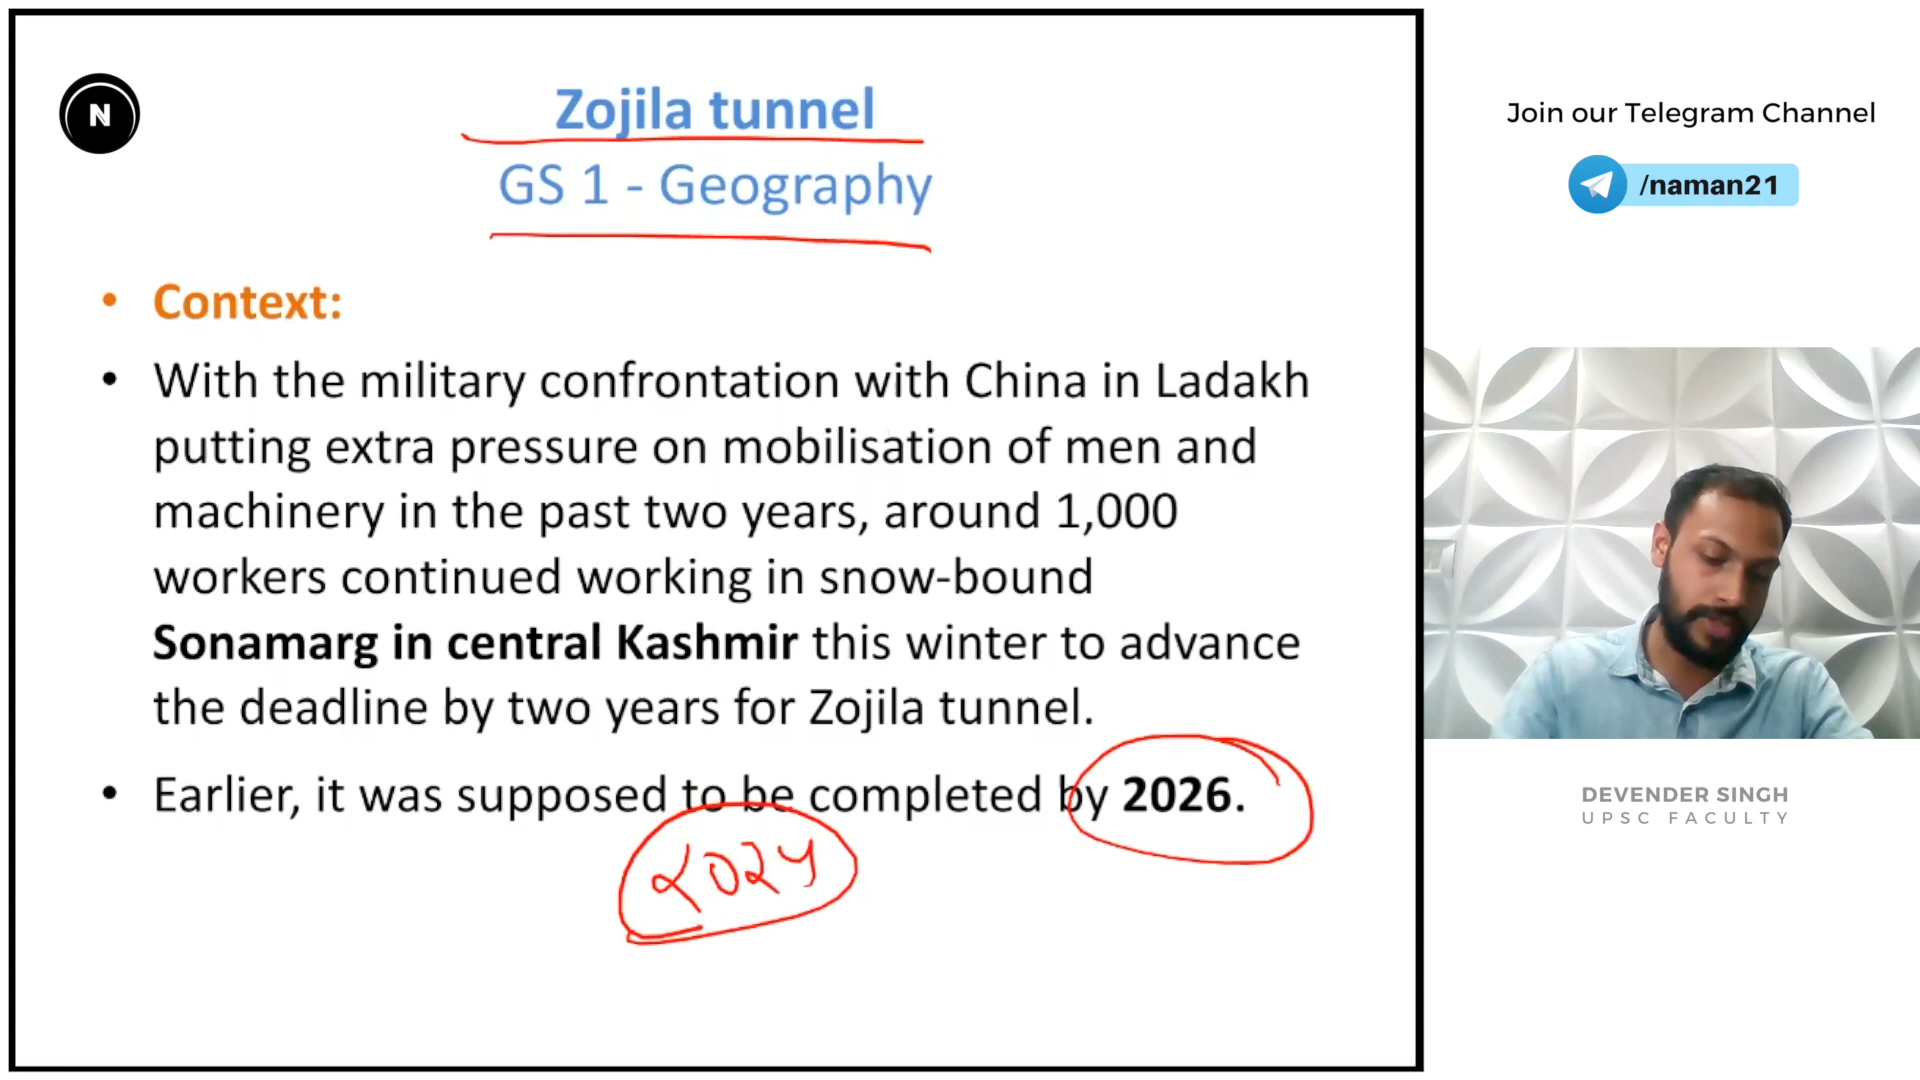 N
Zojila tunnel
GS 1 - Geography
• Context:
• With the military confrontation with China in Ladakh
putting extra pressure on mobilisation of men and
machinery in the past two years, around 1,000
workers continued working in snow-bound
Sonamarg in central Kashmir this winter to advance
the deadline by two years for Zojila tunnel.
• Earlier, it was supposed to be completed by 2026.
2024
Join our Telegram Channel
/naman21
DEVENDER SINGH
UPSC FACULTY